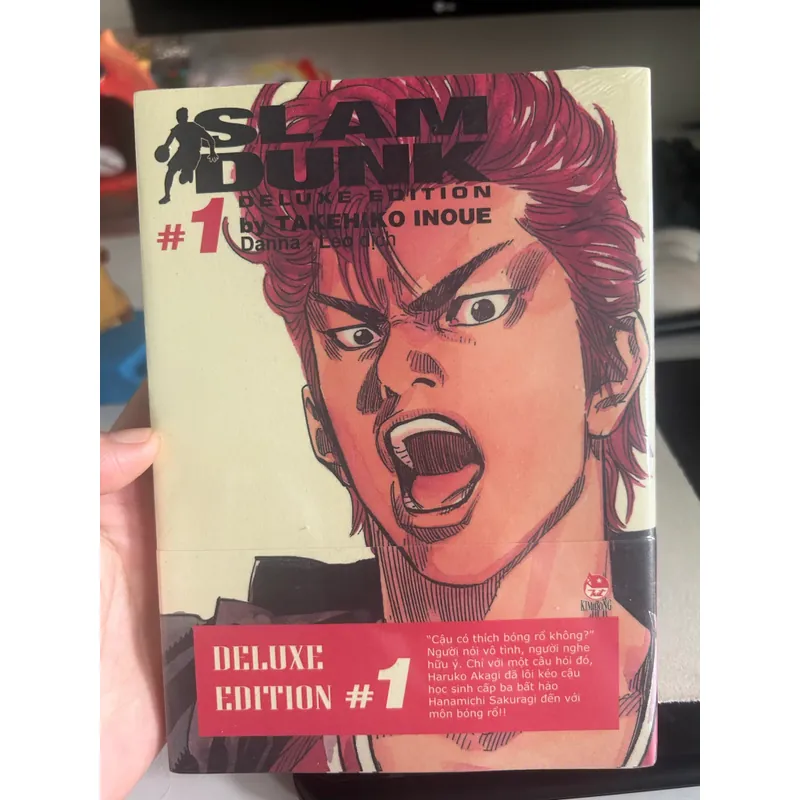 SLAM
DUNK
DELUXE EDITION
#1 by TAKEHIKO INOUE
Danna - Leo dịch
KIM ĐỒNG
DELUXE
EDITION #1
"Cậu có thích bóng rổ không?"
Người nói vô tình, người nghe
hữu ý. Chỉ với một câu hỏi đó,
Haruko Akagi đã lôi kéo cậu
học sinh cấp ba bất hảo
Hanamichi Sakuragi đến với
môn bóng rổ!!